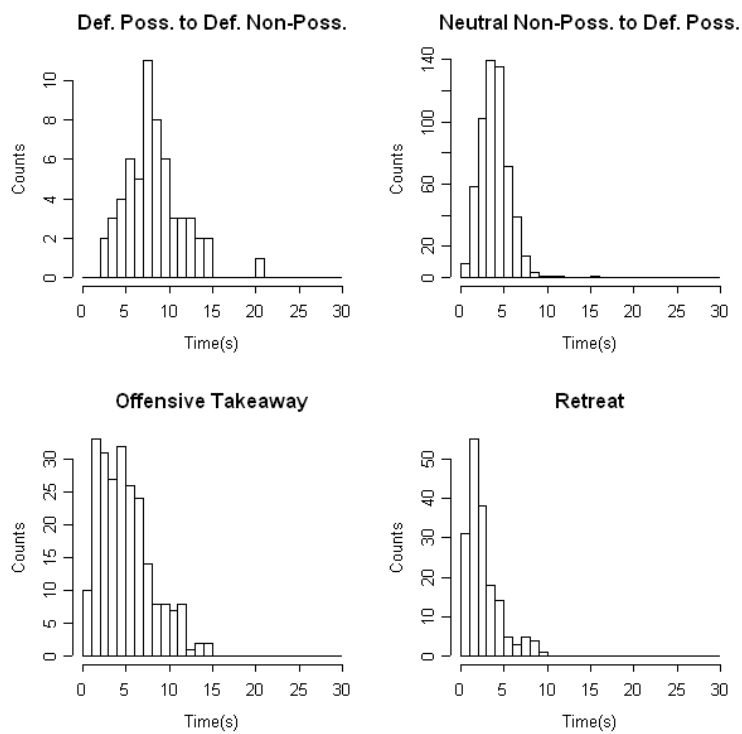 Def. Poss. to Def. Non-Poss.
Counts
0 2 4 6 8 10
0 5 10 15 20 25 30
Time(s)
Neutral Non-Poss. to Def. Poss.
Counts
0 20 60 100 140
0 5 10 15 20 25 30
Time(s)
Offensive Takeaway
Counts
0 5 10 15 20 25 30
0 5 10 15 20 25 30
Time(s)
Retreat
Counts
0 10 20 30 40 50
0 5 10 15 20 25 30
Time(s)